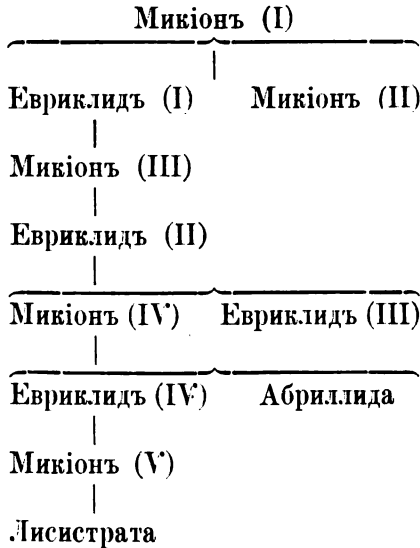 Микіонъ (I)
Евриклидъ (I) Микіонъ (II)
Микіонъ (III)
Евриклидъ (II)
Микіонъ (IV) Евриклидъ (III)
Евриклидъ (IV) Абриллида
Микіонъ (V)
Лисистрата